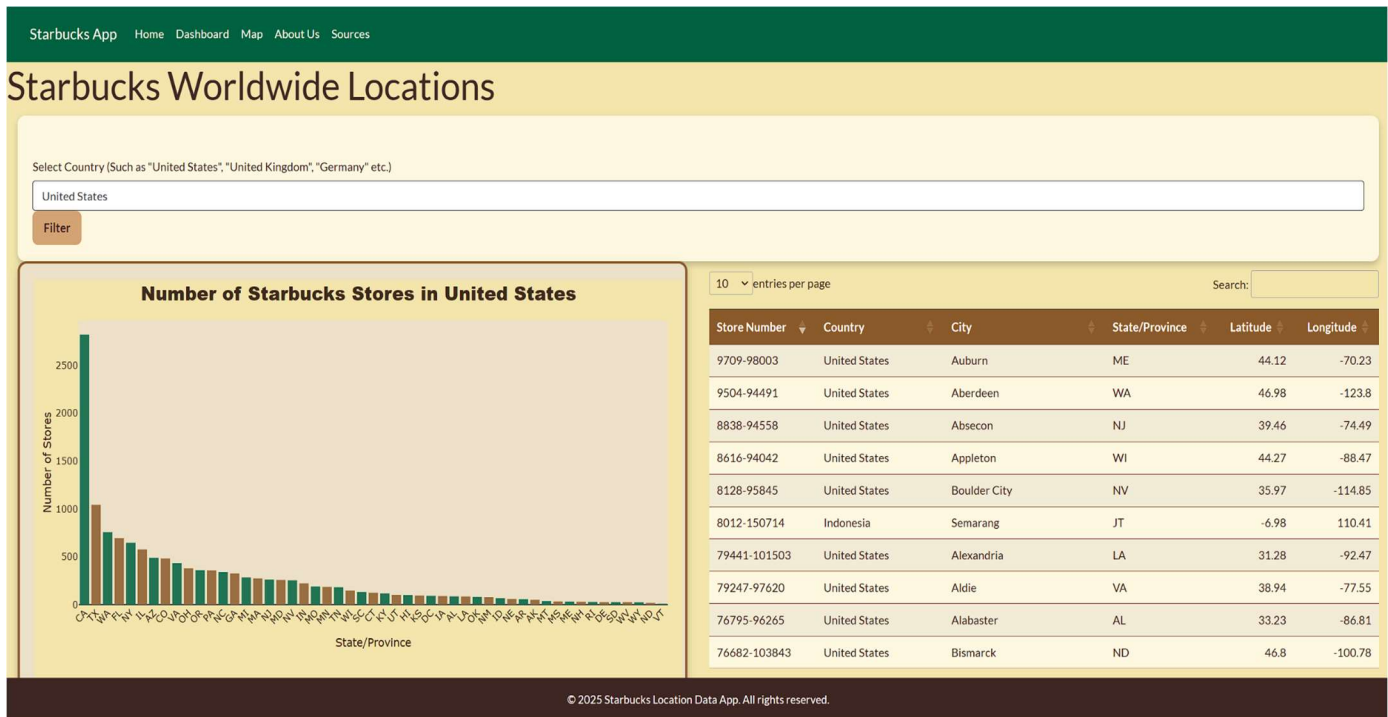 Starbucks App Home Dashboard Map About Us Sources
Starbucks Worldwide Locations
Select Country (Such as "United States", "United Kingdom", "Germany" etc.)
United States
Filter
Number of Starbucks Stores in United States
Number of Stores
2500
2000
1500
1000
500
0
CA TX WA FL NY IL AZ CO VA OH OR PA NC GA MI MA NJ MD NV IN MO MN TN WI SC CT KY UT HI KS DC IA AL LA OK NM ID NE AR AK MT MS ME NH RI DE SD WV WY ND VT
State/Province
10 entries per page Search:
Store Number Country City State/Province Latitude Longitude
9709-98003 United States Auburn ME 44.12 -70.23
9504-94491 United States Aberdeen WA 46.98 -123.8
8838-94558 United States Absecon NJ 39.46 -74.49
8616-94042 United States Appleton WI 44.27 -88.47
8128-95845 United States Boulder City NV 35.97 -114.85
8012-150714 Indonesia Semarang JT -6.98 110.41
79441-101503 United States Alexandria LA 31.28 -92.47
79247-97620 United States Aldie VA 38.94 -77.55
76795-96265 United States Alabaster AL 33.23 -86.81
76682-103843 United States Bismarck ND 46.8 -100.78
© 2025 Starbucks Location Data App. All rights reserved.